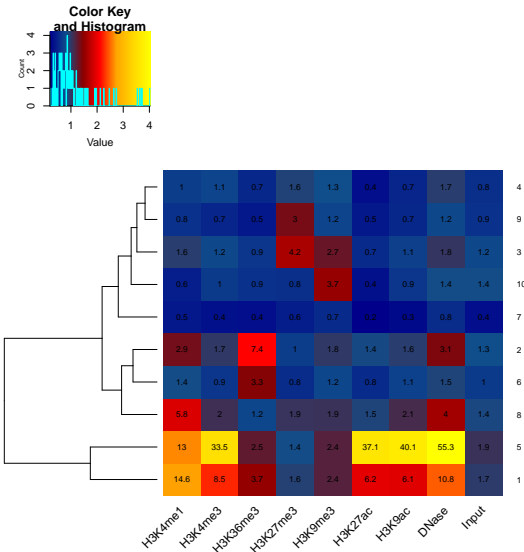 Color Key
and Histogram
Count
0 1 2 3 4
1 2 3 4
Value
1 1.1 0.7 1.6 1.3 0.4 0.7 1.7 0.8 4
0.8 0.7 0.5 3 1.2 0.5 0.7 1.2 0.9 9
1.6 1.2 0.9 4.2 2.7 0.7 1.1 1.8 1.2 3
0.6 1 0.9 0.8 3.7 0.4 0.9 1.4 1.4 10
0.5 0.4 0.4 0.6 0.7 0.3 0.8 0.4 7
2.9 1.7 7.4 1 1.8 1.4 1.6 3.1 1.3 2
1.4 0.9 3.3 0.8 1.2 0.8 1.1 1.5 1 6
5.8 2 1.2 1.9 1.9 1.5 2.1 4 1.4 8
13 33.5 2.5 1.4 2.4 37.1 40.1 55.3 1.9 5
14.6 8.5 3.7 1.6 2.4 6.2 6.1 10.8 1.7 1
H3K4me1 H3K4me3 H3K36me3 H3K27me3 H3K9me3 H3K27ac H3K9ac DNase Input